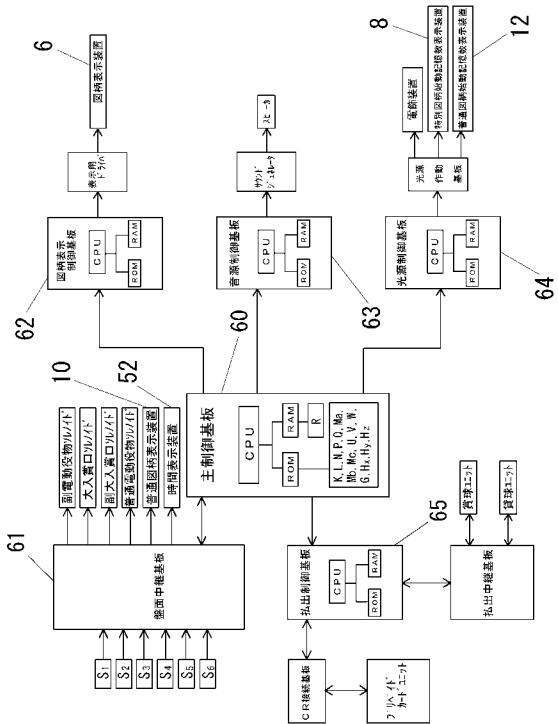 61
盤面中継基板
S1
S2
S3
S4
S5
S6
副電動役物ソレノイド
大入賞口ソレノイド
副大入賞口ソレノイド
普通電動役物ソレノイド
普通図柄表示装置
時間表示装置
10
52
60
主制御基板
CPU
ROM
RAM
R
K,L,N,P,Q,Ma,
Mb,Mc,U,V,W,
G,Hx,Hy,Hz
62
図柄表示
制御基板
CPU
ROM
RAM
表示用
ドライバ
図柄表示装置
6
63
音源制御基板
CPU
ROM
RAM
サウンド
ジェネレータ
スピーカ
64
光源制御基板
CPU
ROM
RAM
光源
作動
基板
電飾装置
特別図柄始動記憶数表示装置
普通図柄始動記憶数表示装置
8
12
65
払出制御基板
CPU
ROM
RAM
払出中継基板
賞球ユニット
貸球ユニット
CR接続基板
プリペイド
カードユニット